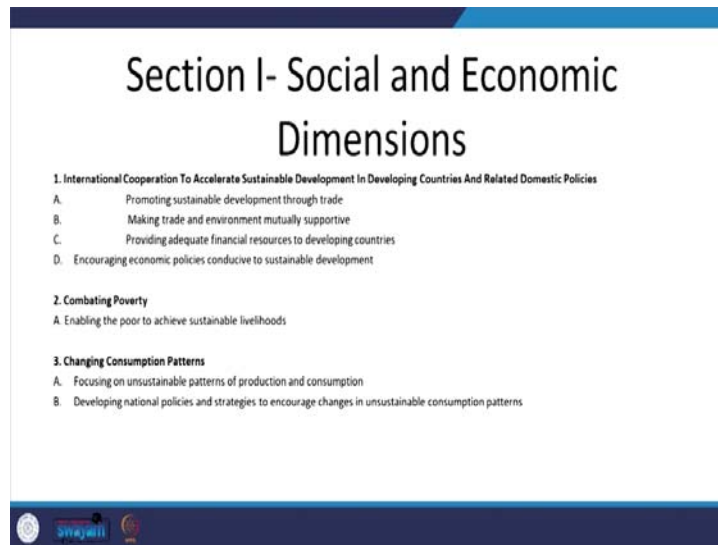 Section I- Social and Economic
Dimensions
1. International Cooperation To Accelerate Sustainable Development In Developing Countries And Related Domestic Policies
A. Promoting sustainable development through trade
B. Making trade and environment mutually supportive
C. Providing adequate financial resources to developing countries
D. Encouraging economic policies conducive to sustainable development
2. Combating Poverty
A. Enabling the poor to achieve sustainable livelihoods
3. Changing Consumption Patterns
A. Focusing on unsustainable patterns of production and consumption
B. Developing national policies and strategies to encourage changes in unsustainable consumption patterns
swayam